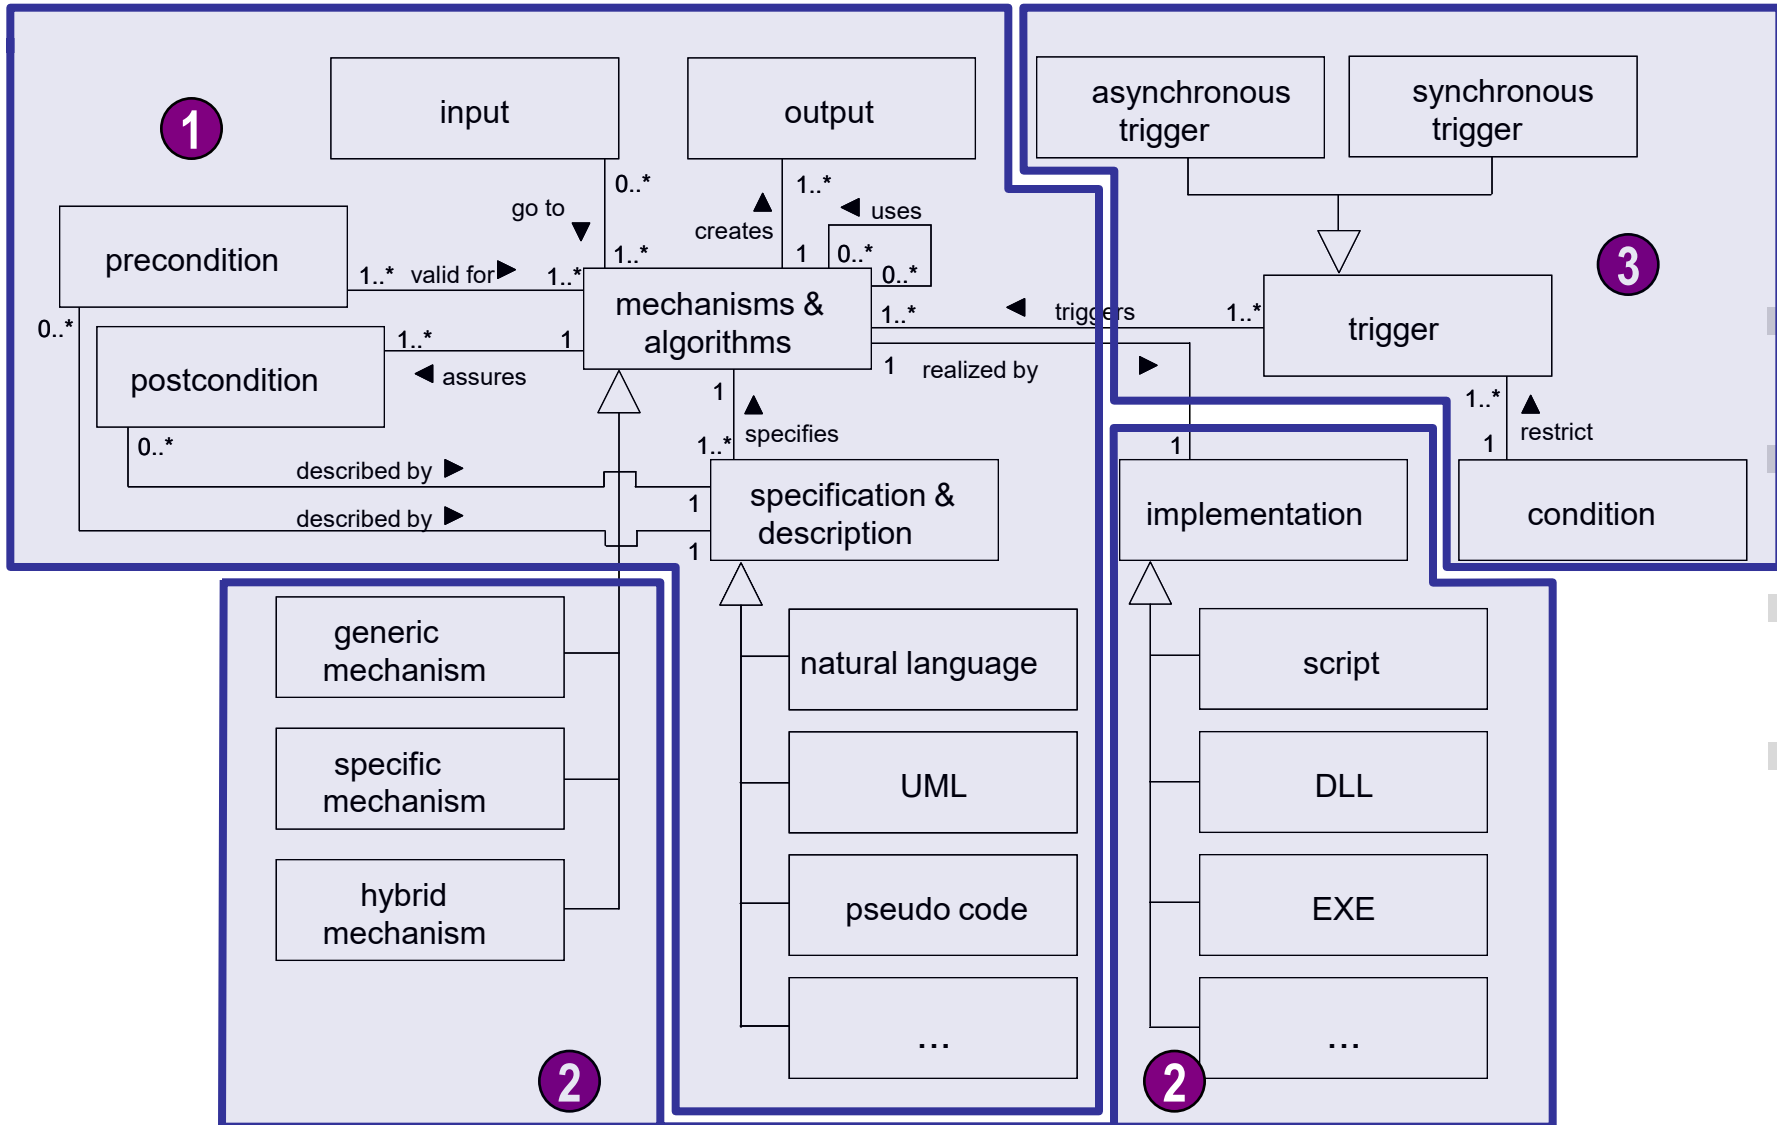 1
input
output
asynchronous
trigger
synchronous
trigger
0..*
1..*
go to
creates
uses
1..*
1
0..*
0..*
precondition
1..*
valid for
1..*
mechanisms &
algorithms
1..*
triggers
1..*
trigger
3
0..*
postcondition
1..*
1
assures
1
realized by
1
specifies
1..*
1
1..*
restrict
1
0..*
described by
1
described by
1
specification &
description
implementation
condition
generic
mechanism
specific
mechanism
hybrid
mechanism
2
natural language
UML
pseudo code
...
script
DLL
EXE
...
2